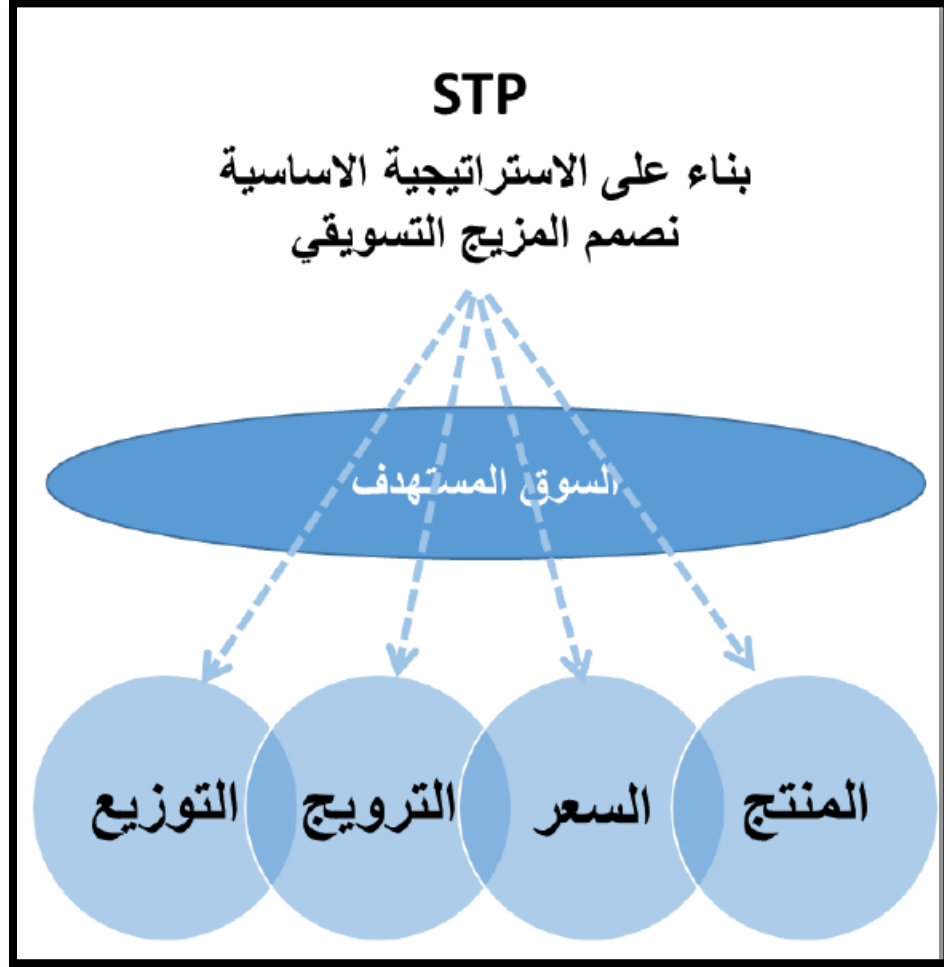 STP
بناء على الاستراتيجية الاساسية
نصمم المزيج التسويقي
السوق المستهدف
المنتج
السعر
الترويج
التوزيع